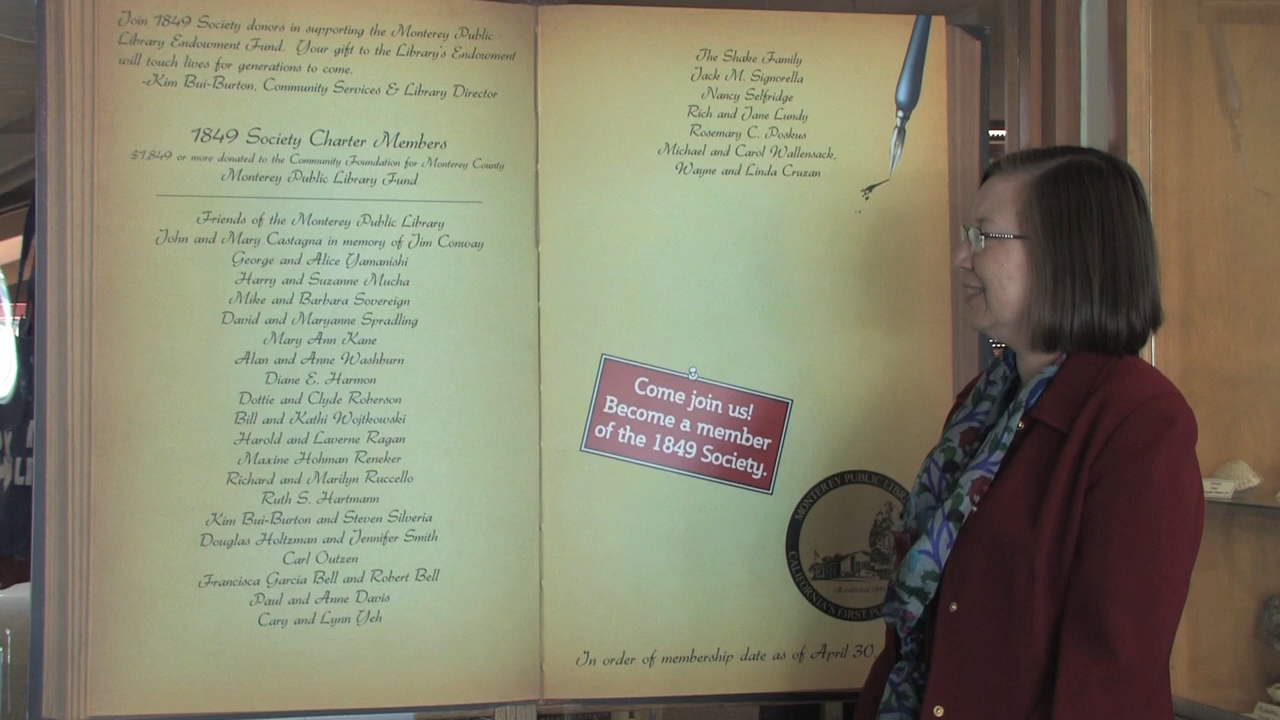 Join 1849 Society donors in supporting the Monterey Public
Library Endowment Fund. Your gift to the Library's Endowment
will touch lives for generations to come.
-Kim Bui-Burton, Community Services & Library Director
1849 Society Charter Members
$1,849 or more donated to the Community Foundation for Monterey County
Monterey Public Library Fund
Friends of the Monterey Public Library
John and Mary Castagna in memory of Jim Conway
George and Alice Yamanishi
Harry and Suzanne Mucha
Mike and Barbara Sovereign
David and Maryanne Spradling
Mary Ann Kane
Alan and Anne Washburn
Diane E. Harmon
Dottie and Clyde Roberson
Bill and Kathi Wojtkowski
Harold and Laverne Ragan
Maxine Hohman Reneker
Richard and Marilyn Ruccello
Ruth S. Hartmann
Kim Bui-Burton and Steven Silveria
Douglas Holtzman and Jennifer Smith
Carl Outzen
Francisca Garcia Bell and Robert Bell
Paul and Anne Davis
Cary and Lynn Yeh
The Shake Family
Jack M. Signorella
Nancy Selfridge
Rich and Jane Lundy
Rosemary C. Poskus
Michael and Carol Wallensack,
Wayne and Linda Cruzan
Come join us!
Become a member
of the 1849 Society.
MONTEREY PUBLIC LIBR
CALIFORNIA'S FIRST PU
In order of membership date as of April 30,